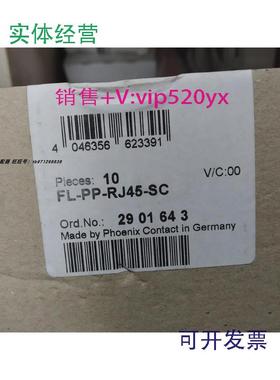 实体经营
销售+V:vip520yx
4 046356 623391
Pieces: 10
V/C:00
FL-PP-RJ45-SC
Ord.No.: 29 01 64 3
Made by Phoenix Contact in Germany
可开发票